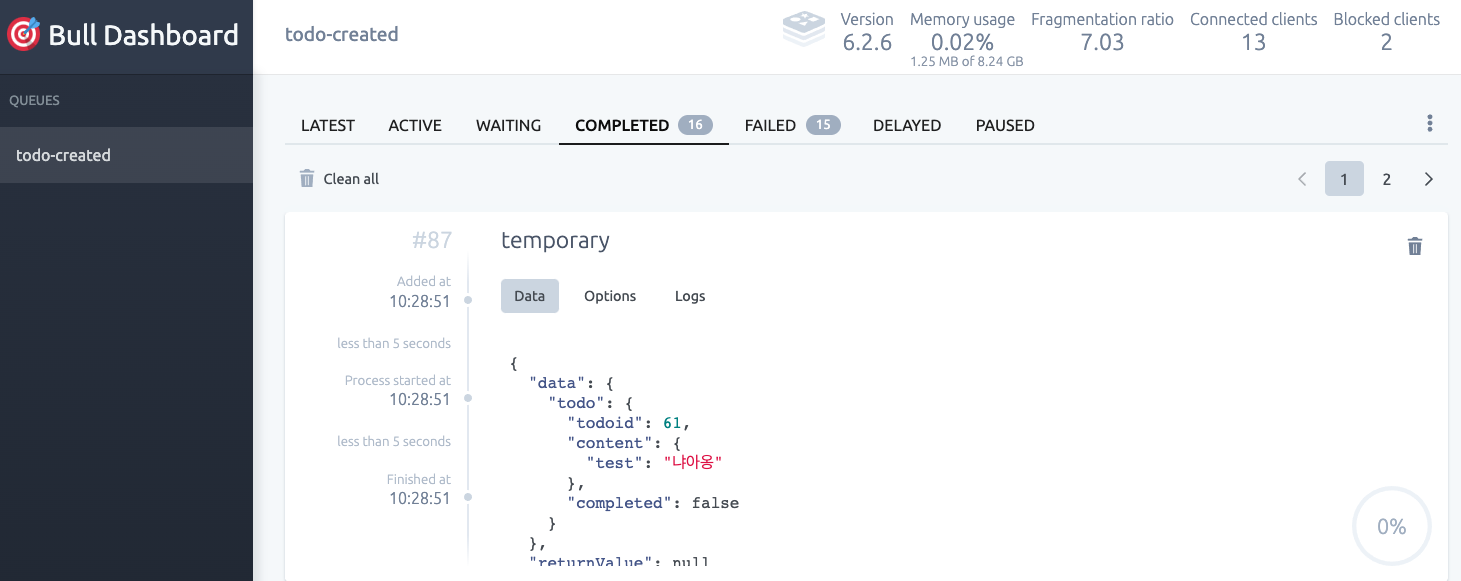 Bull Dashboard
QUEUES
todo-created
todo-created
Version
6.2.6
Memory usage
0.02%
1.25 MB of 8.24 GB
Fragmentation ratio
7.03
Connected clients
13
Blocked clients
2
LATEST ACTIVE WAITING COMPLETED 16 FAILED 15 DELAYED PAUSED
Clean all
1 2
#87
Added at
10:28:51
less than 5 seconds
Process started at
10:28:51
less than 5 seconds
Finished at
10:28:51
temporary
Data Options Logs
{
"data": {
"todo": {
"todoid": 61,
"content": {
"test": "냐아옹"
},
"completed": false
}
},
"returnValue": null
0%